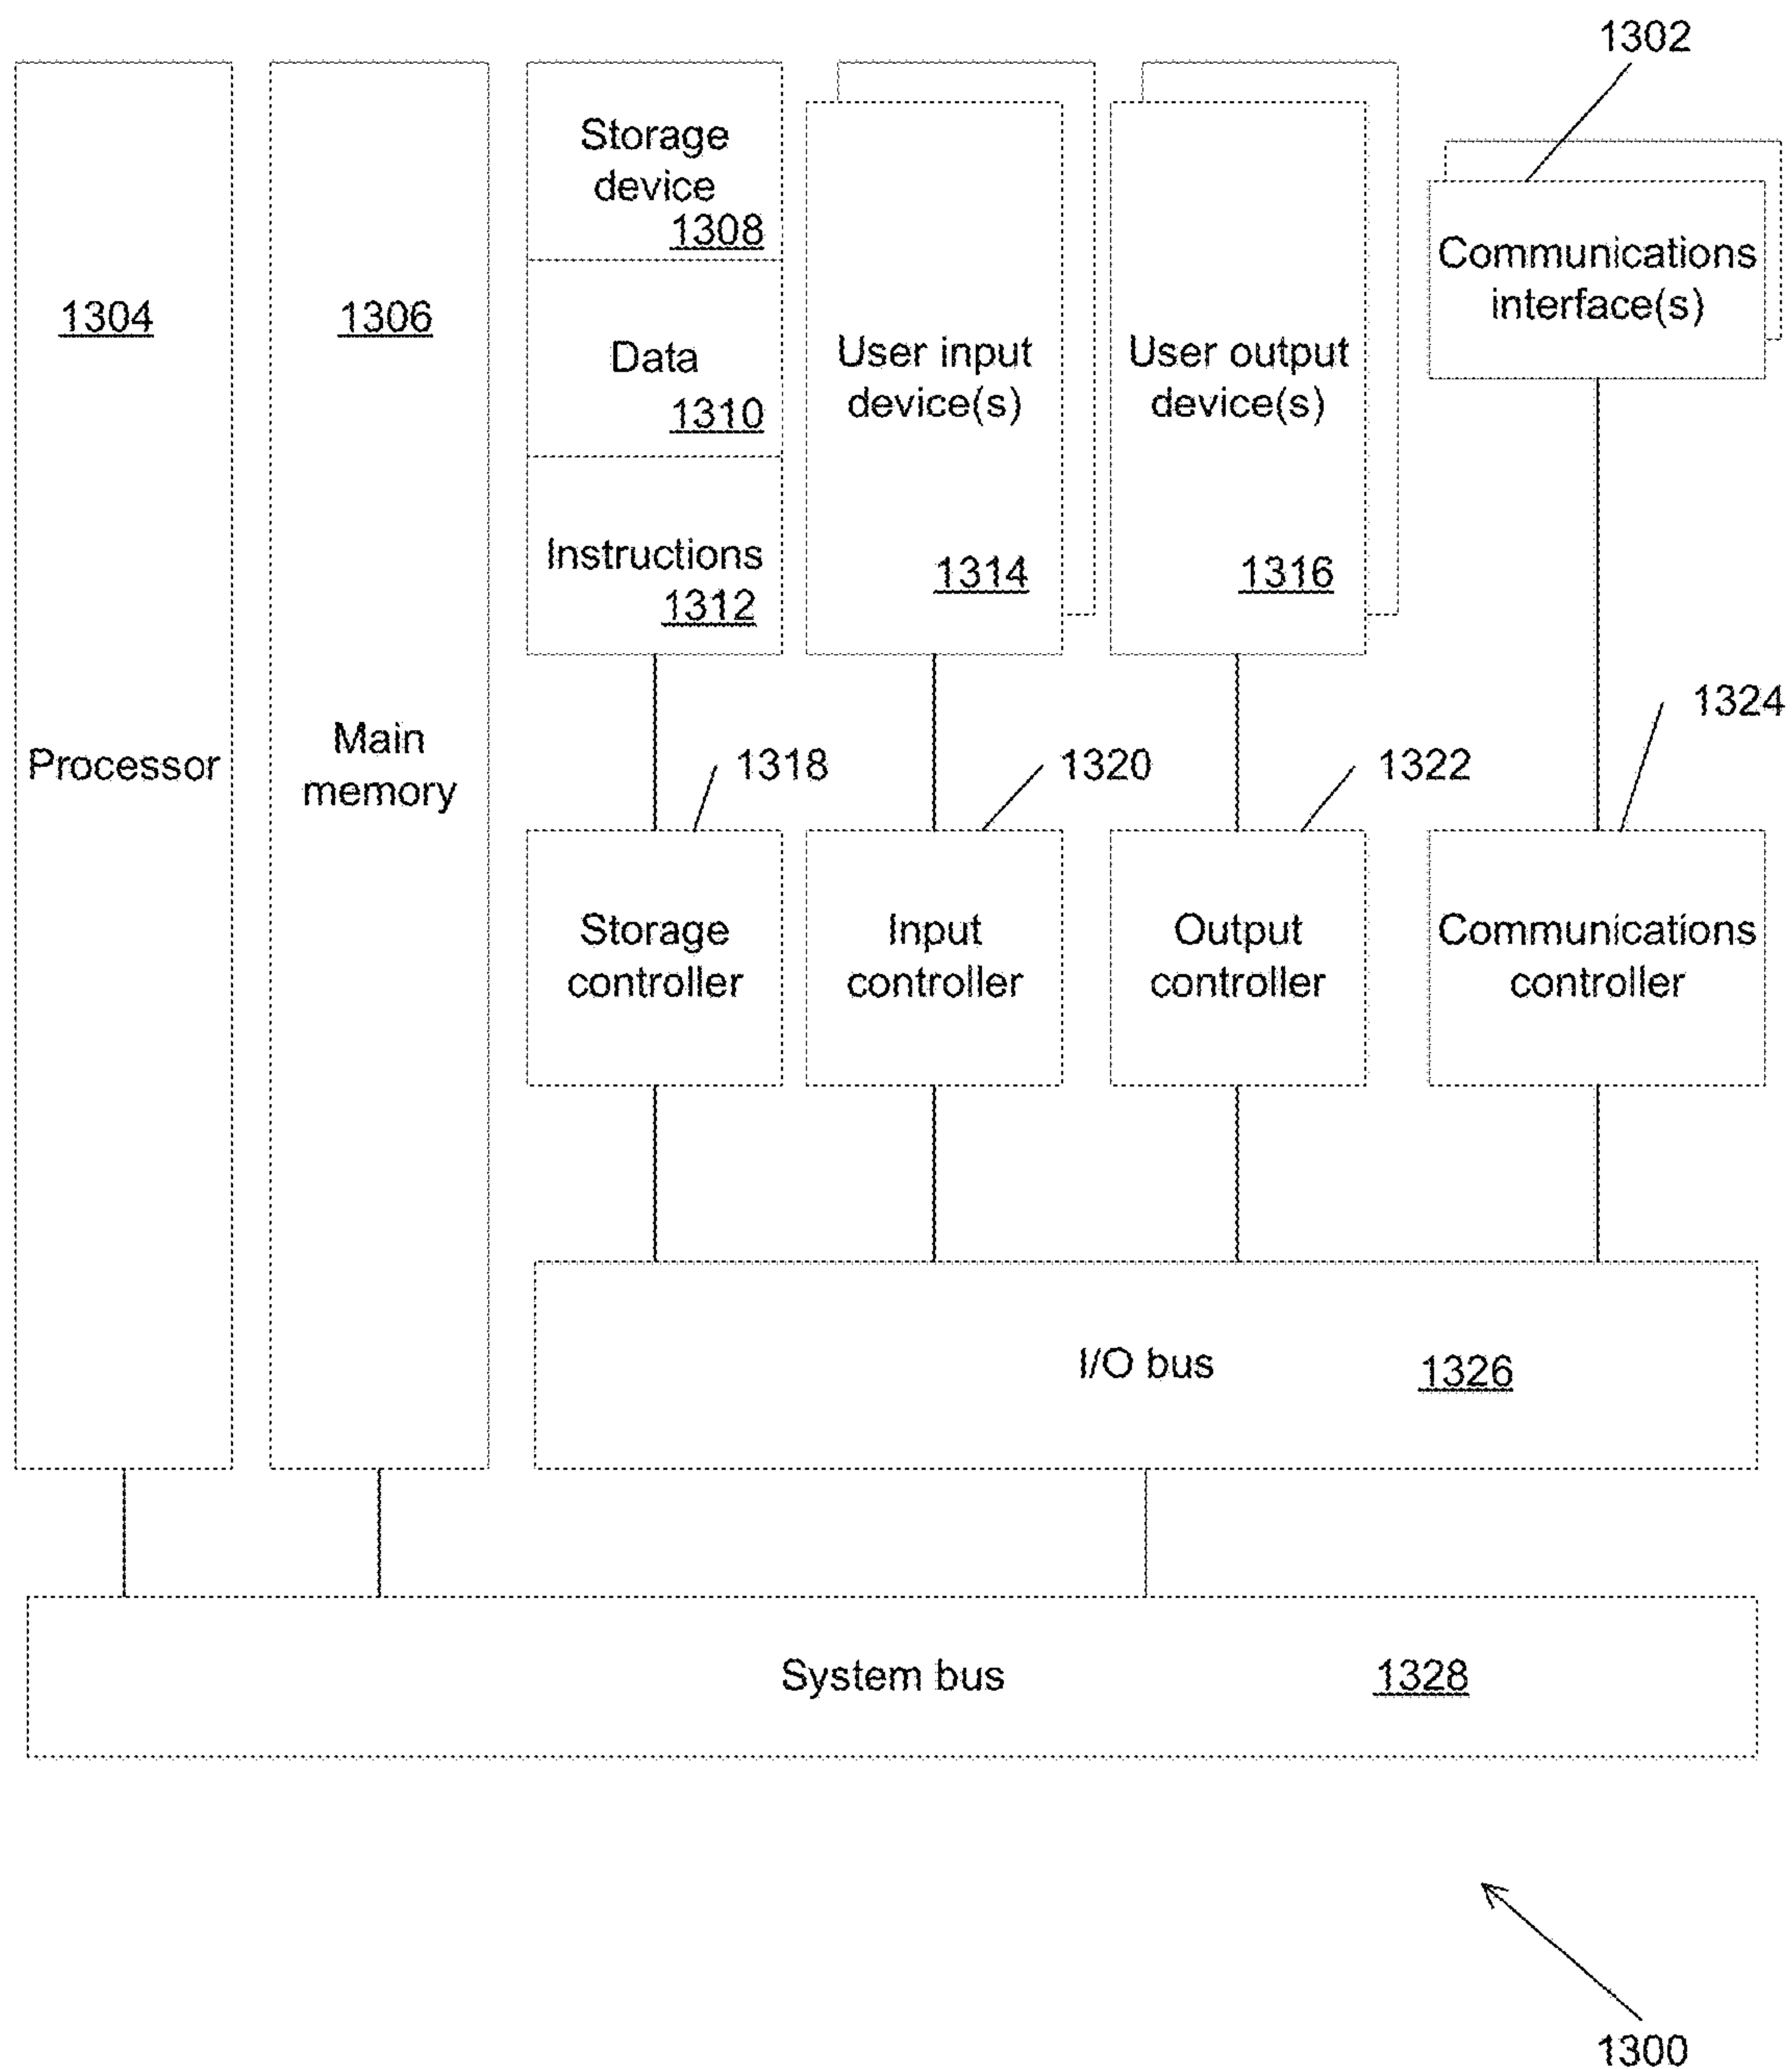 1302
Storage
device
1308
Communications
interface(s)
1304
1306
Data
1310
User input
device(s)
User output
device(s)
Instructions
1312
1314
1316
1324
Processor
Main
memory
1318
1320
1322
Storage
controller
Input
controller
Output
controller
Communications
controller
I/O bus
1326
System bus
1328
1300